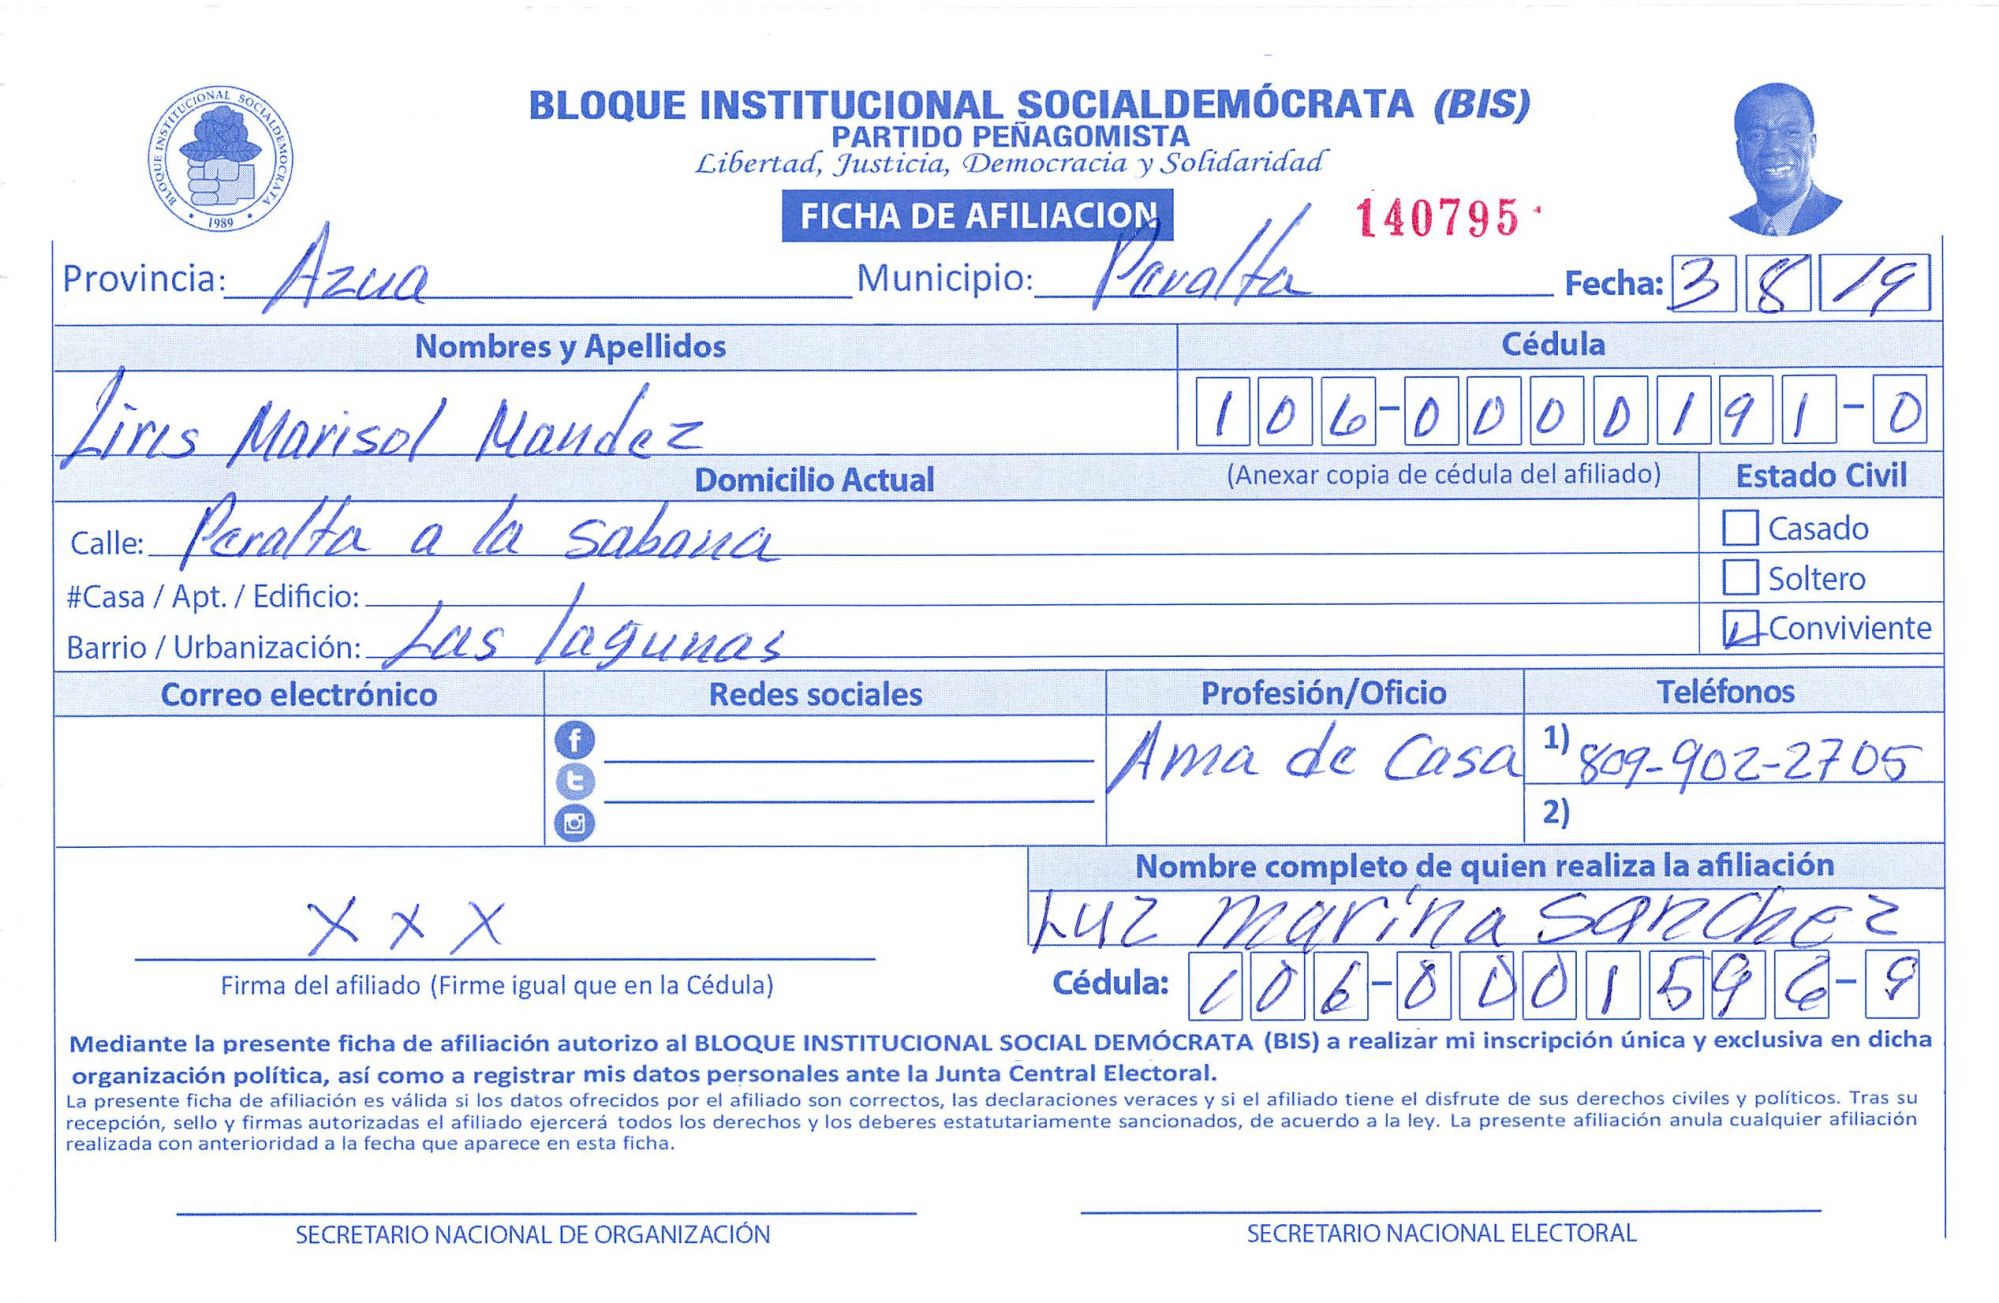 BLOQUE INSTITUCIONAL SOCIALDEMOCRATA
1989
BLOQUE INSTITUCIONAL SOCIALDEMÓCRATA (BIS)
PARTIDO PEÑAGOMISTA
Libertad, Justicia, Democracia y Solidaridad
FICHA DE AFILIACION 140795
Provincia: Azua Municipio: Peralta Fecha: 3 8 19
Nombres y Apellidos Cédula
Liris Marisol Mandez 106-0000191-0
Domicilio Actual (Anexar copia de cédula del afiliado) Estado Civil
Calle: Peralta a la sabana Casado
#Casa / Apt. / Edificio: Soltero
Barrio / Urbanización: Las lagunas Conviviente
Correo electrónico Redes sociales Profesión/Oficio Teléfonos
Ama de Casa 1) 809-902-2705
2)
Nombre completo de quien realiza la afiliación
Luz marina sanchez
X X X
Firma del afiliado (Firme igual que en la Cédula) Cédula: 106-0001596-9
Mediante la presente ficha de afiliación autorizo al BLOQUE INSTITUCIONAL SOCIAL DEMÓCRATA (BIS) a realizar mi inscripción única y exclusiva en dicha
organización política, así como a registrar mis datos personales ante la Junta Central Electoral.
La presente ficha de afiliación es válida si los datos ofrecidos por el afiliado son correctos, las declaraciones veraces y si el afiliado tiene el disfrute de sus derechos civiles y políticos. Tras su
recepción, sello y firmas autorizadas el afiliado ejercerá todos los derechos y los deberes estatutariamente sancionados, de acuerdo a la ley. La presente afiliación anula cualquier afiliación
realizada con anterioridad a la fecha que aparece en esta ficha.
SECRETARIO NACIONAL DE ORGANIZACIÓN SECRETARIO NACIONAL ELECTORAL